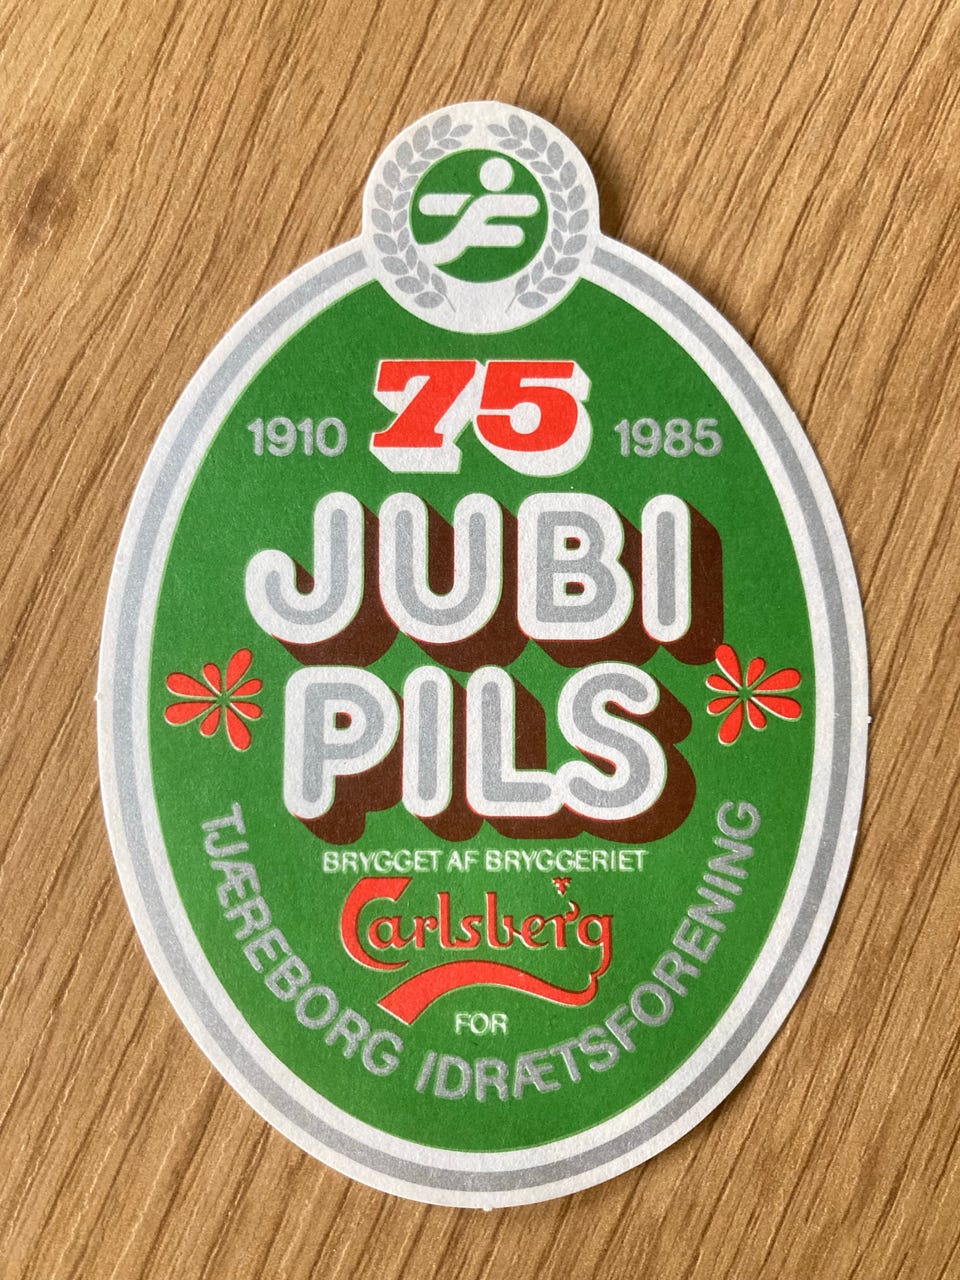 1910 75 1985
JUBI
PILS
BRYGGET AF BRYGGERIET
Carlsberg
FOR
TJÆREBORG IDRÆTSFORENING